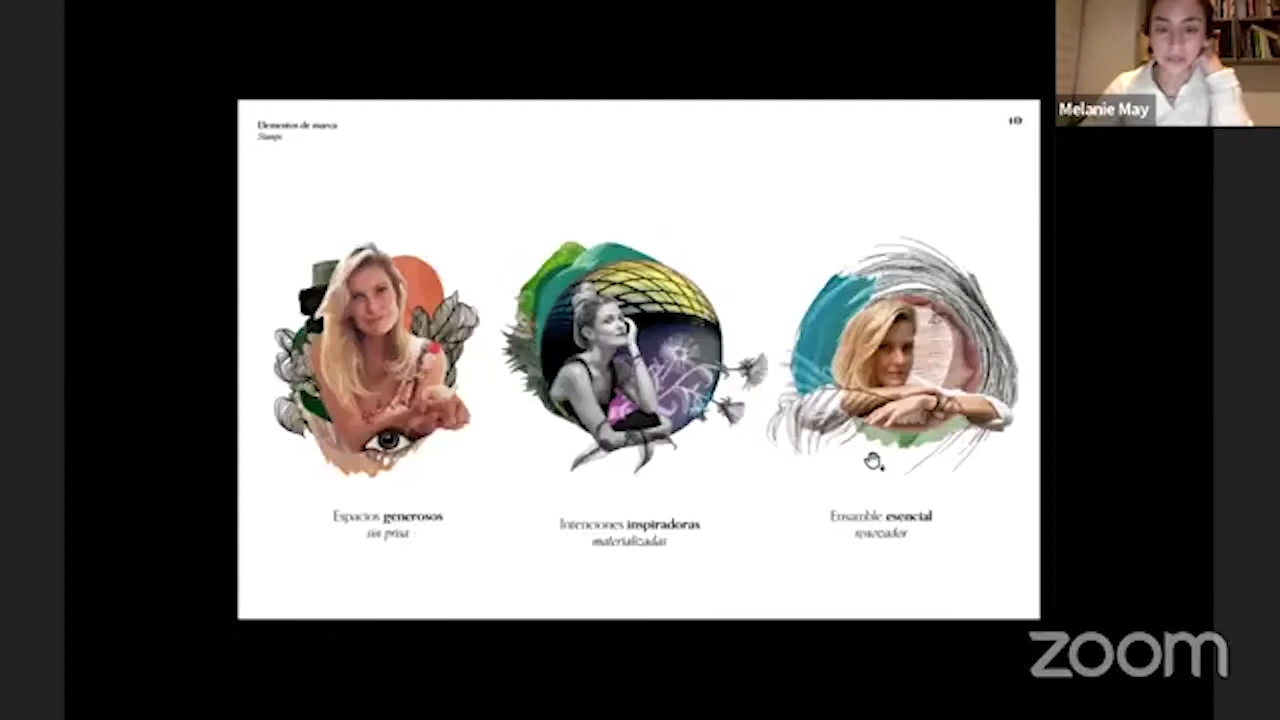 Elementos de marca
Stamps
10
Melanie May
Espacios generosos
sin prisa
Intenciones inspiradoras
materializadas
Ensamble esencial
renovador
zoom